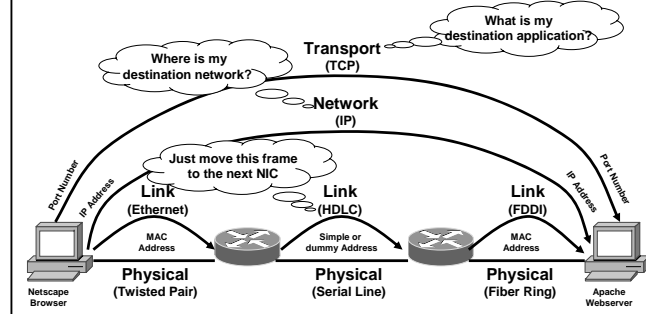 What is my
destination application?
Transport
(TCP)
Where is my
destination network?
Network
(IP)
Just move this frame
to the next NIC
Port Number
IP Address
Port Number
IP Address
Link
(Ethernet)
Link
(HDLC)
Link
(FDDI)
MAC
Address
Simple or
dummy Address
MAC
Address
Physical
(Twisted Pair)
Physical
(Serial Line)
Physical
(Fiber Ring)
Netscape
Browser
Apache
Webserver